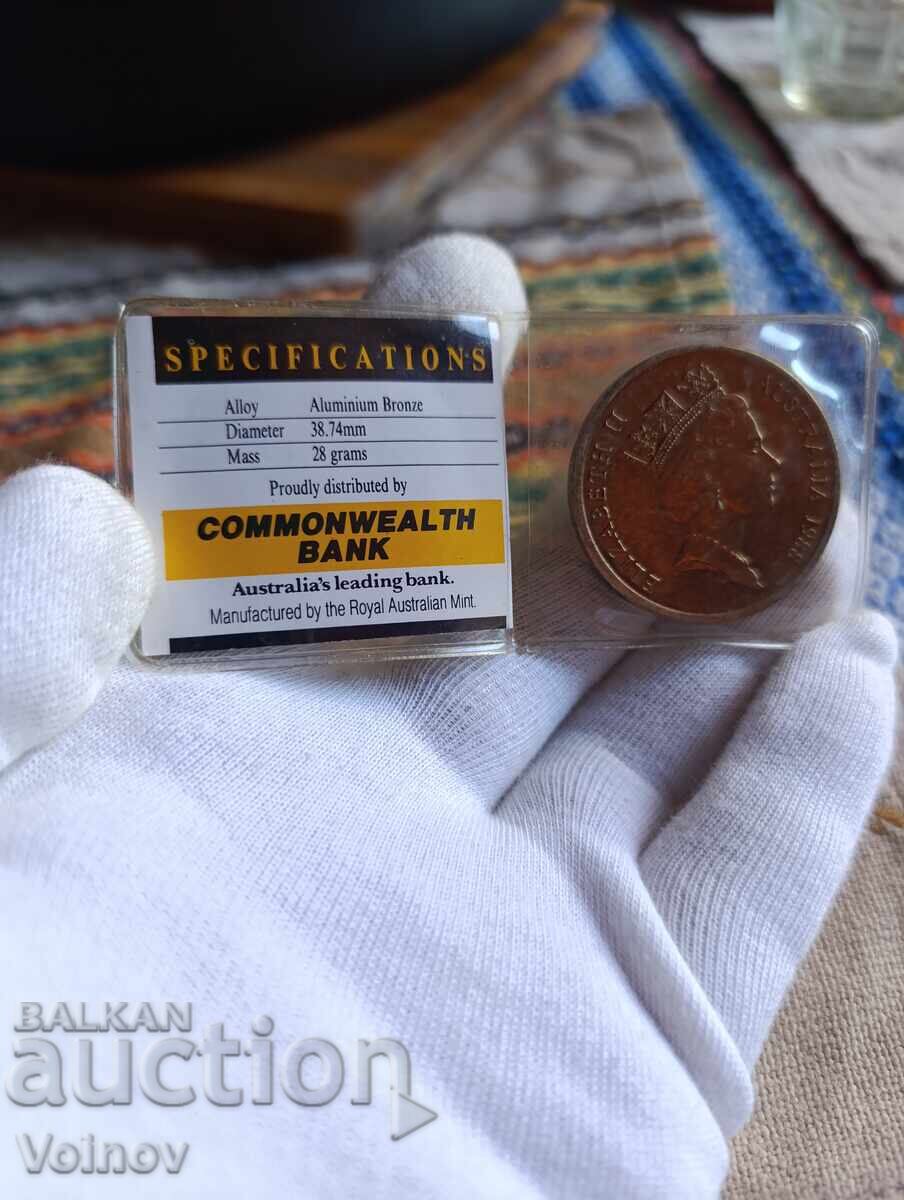 SPECIFICATIONS
Alloy Aluminium Bronze
Diameter 38.74mm
Mass 28 grams
Proudly distributed by
COMMONWEALTH
BANK
Australia's leading bank.
Manufactured by the Royal Australian Mint.
ELIZABETH II AUSTRALIA 1988
BALKAN
auction
Voinov